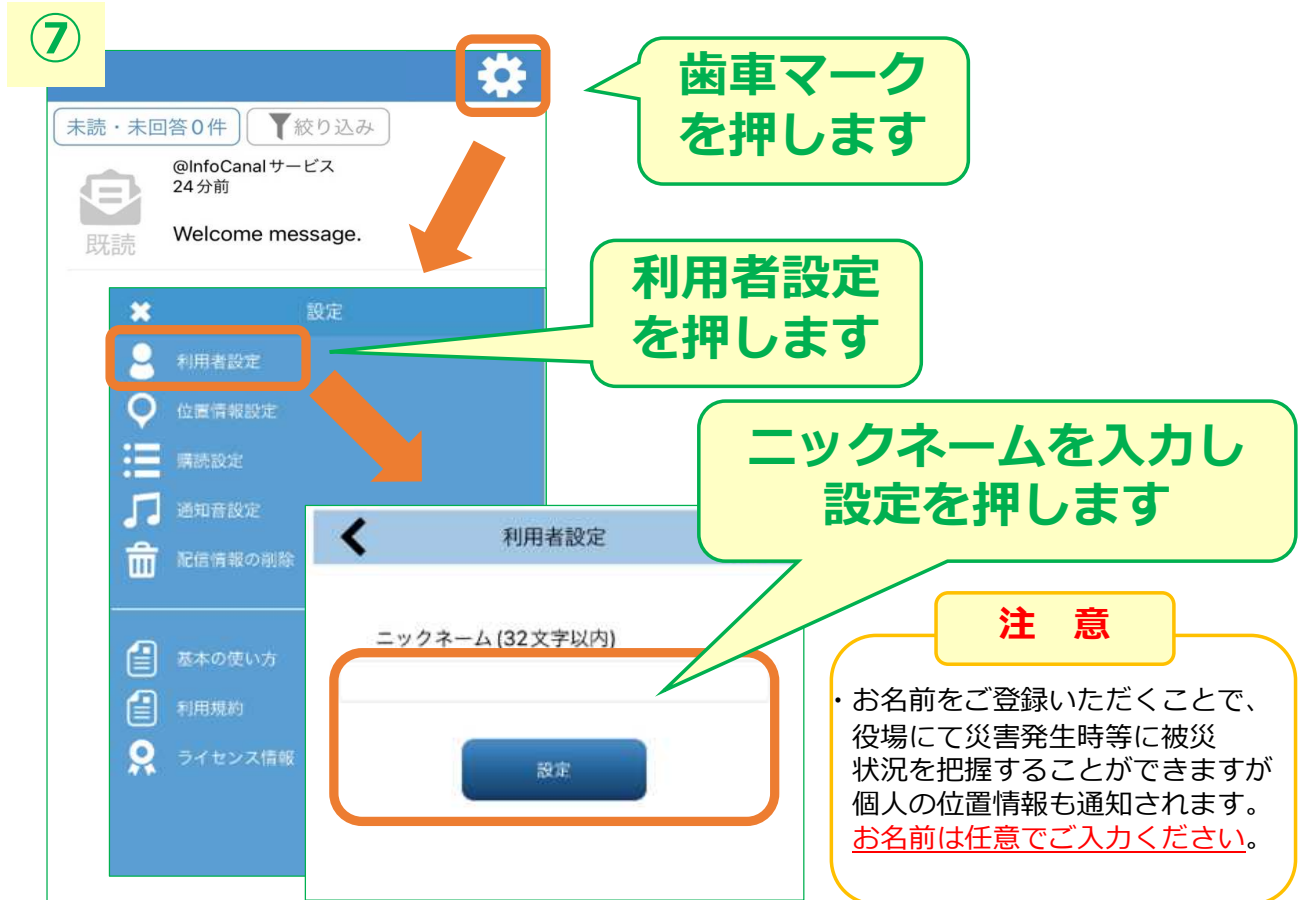 ⑦
歯車マーク
を押します
未読・未回答０件
絞り込み
@InfoCanalサービス
24分前
既読
Welcome message.
利用者設定
を押します
設定
利用者設定
位置情報設定
購読設定
通知音設定
配信情報の削除
基本の使い方
利用規約
ライセンス情報
ニックネームを入力し
設定を押します
利用者設定
ニックネーム(32文字以内)
設定
注　意
・お名前をご登録いただくことで、
役場にて災害発生時等に被災
状況を把握することができますが
個人の位置情報も通知されます。
お名前は任意でご入力ください。